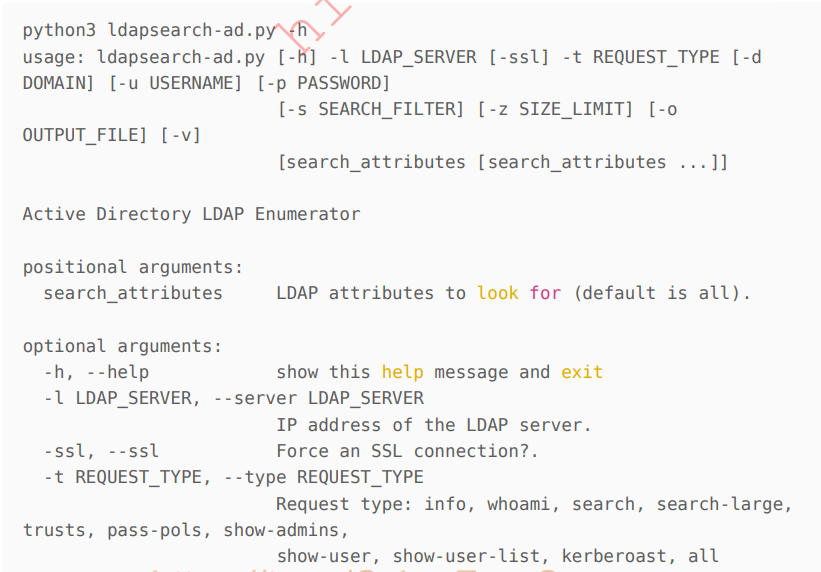 python3 ldapsearch-ad.py -h
usage: ldapsearch-ad.py [-h] -l LDAP_SERVER [-ssl] -t REQUEST_TYPE [-d
DOMAIN] [-u USERNAME] [-p PASSWORD]
[-s SEARCH_FILTER] [-z SIZE_LIMIT] [-o
OUTPUT_FILE] [-v]
[search_attributes [search_attributes ...]]
Active Directory LDAP Enumerator
positional arguments:
search_attributes LDAP attributes to look for (default is all).
optional arguments:
-h, --help show this help message and exit
-l LDAP_SERVER, --server LDAP_SERVER
IP address of the LDAP server.
-ssl, --ssl Force an SSL connection?.
-t REQUEST_TYPE, --type REQUEST_TYPE
Request type: info, whoami, search, search-large,
trusts, pass-pols, show-admins,
show-user, show-user-list, kerberoast, all